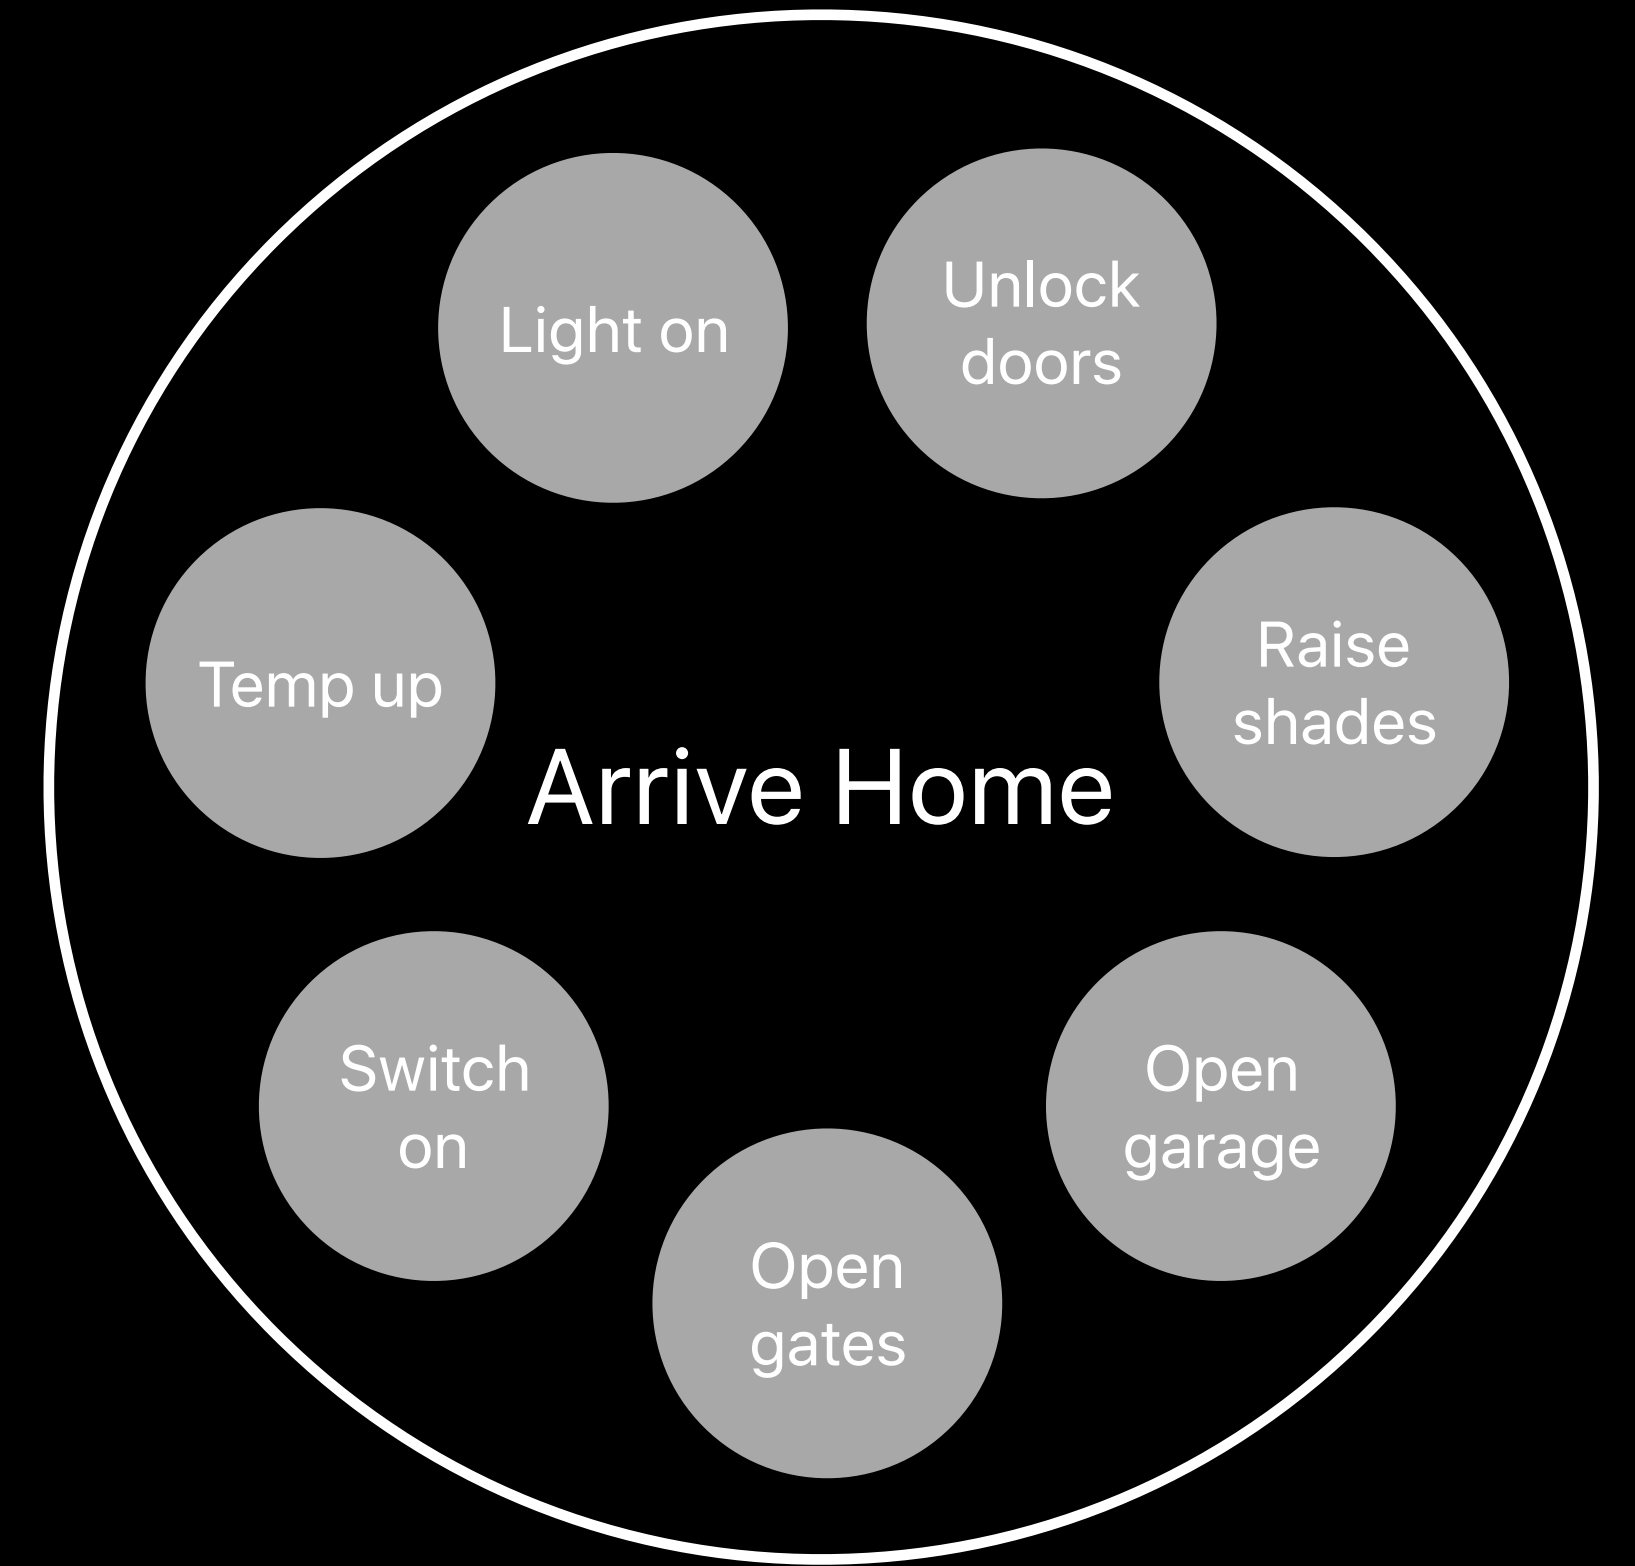 Light on
Unlock
doors
Temp up
Raise
shades
Arrive Home
Switch
on
Open
garage
Open
gates